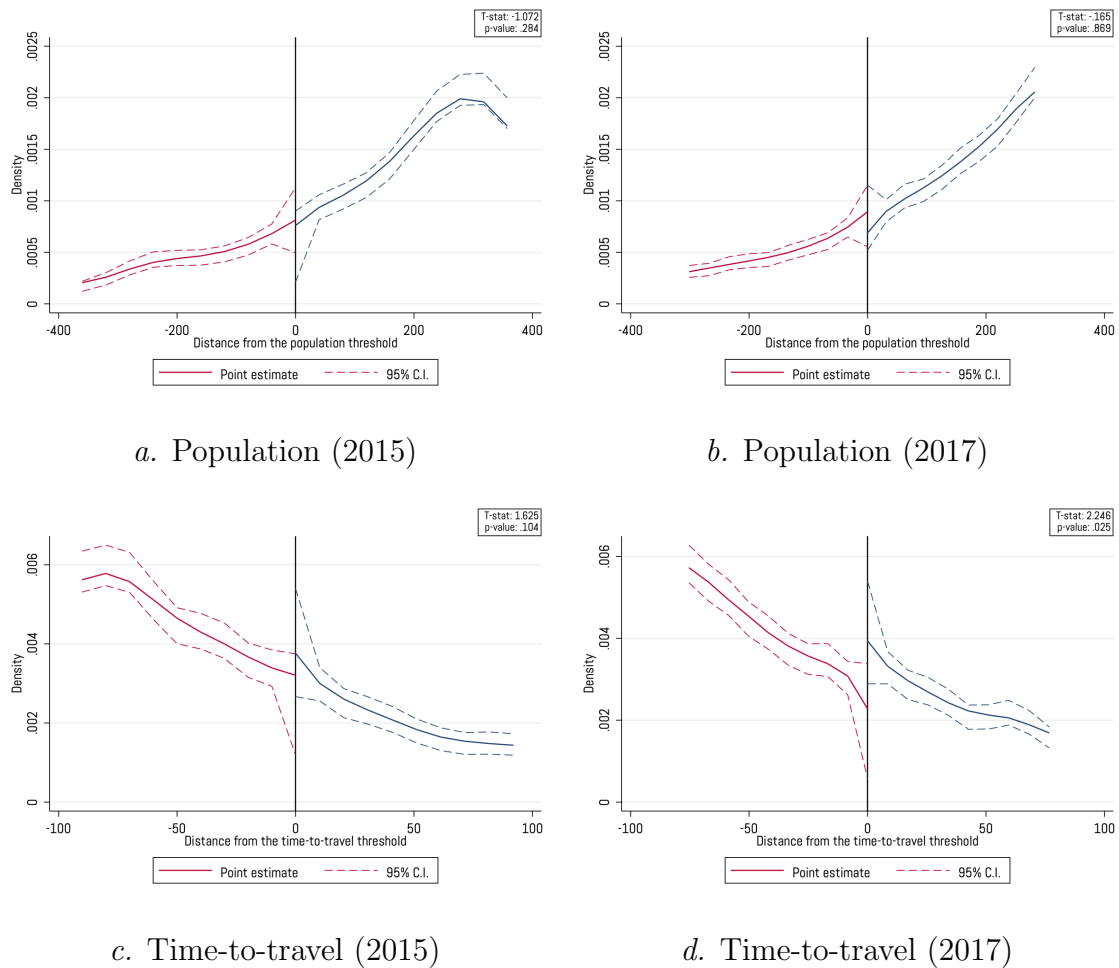 T-stat: -1.072
p-value: .284
Density
0
.0005
.001
.0015
.002
.0025
-400
-200
0
200
400
Distance from the population threshold
Point estimate
95% C.I.
a. Population (2015)
T-stat: -.165
p-value: .869
Density
0
.0005
.001
.0015
.002
.0025
-400
-200
0
200
400
Distance from the population threshold
Point estimate
95% C.I.
b. Population (2017)
T-stat: 1.625
p-value: .104
Density
0
.002
.004
.006
-100
-50
0
50
100
Distance from the time-to-travel threshold
Point estimate
95% C.I.
c. Time-to-travel (2015)
T-stat: 2.246
p-value: .025
Density
0
.002
.004
.006
-100
-50
0
50
100
Distance from the time-to-travel threshold
Point estimate
95% C.I.
d. Time-to-travel (2017)